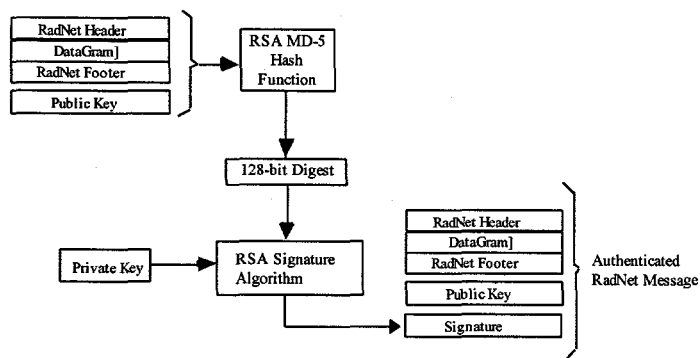 RadNet Header
DataGram]
RadNet Footer
Public Key
RSA MD-5
Hash
Function
128-bit Digest
Private Key
RSA Signature
Algorithm
RadNet Header
DataGram]
RadNet Footer
Public Key
Signature
Authenticated
RadNet Message